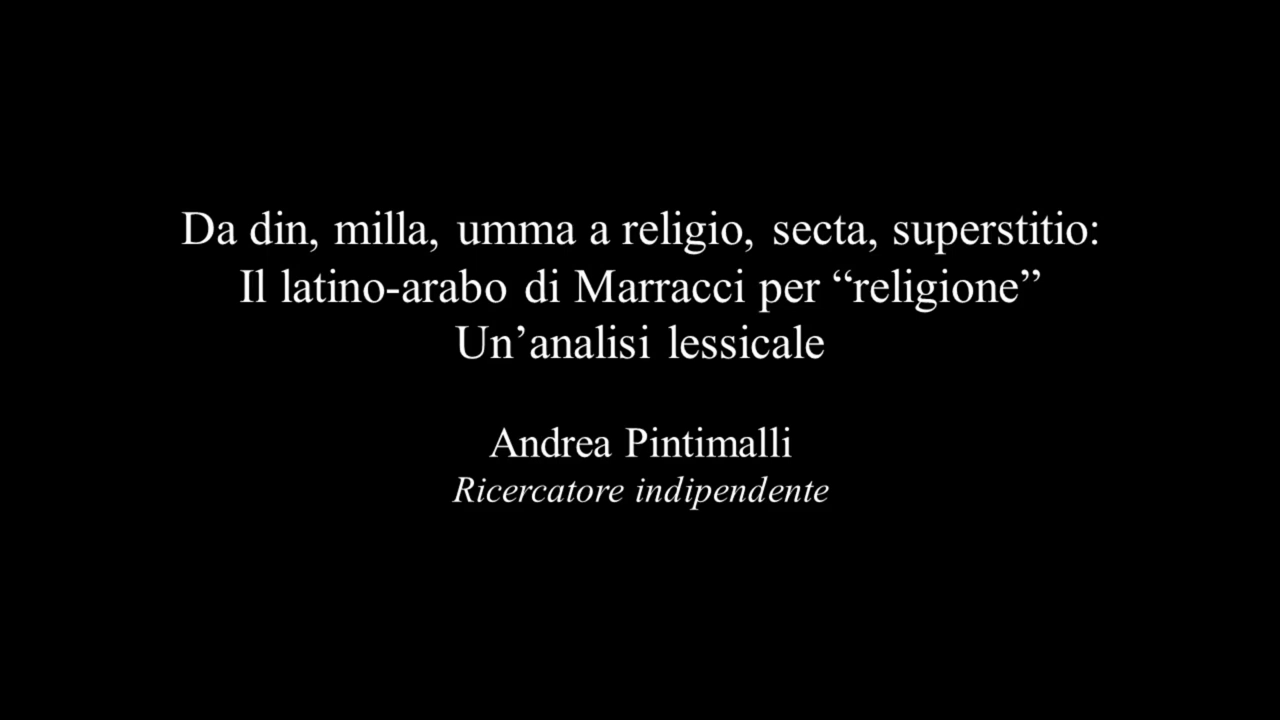 Da din, milla, umma a religio, secta, superstitio:
Il latino-arabo di Marracci per “religione”
Un’analisi lessicale
Andrea Pintimalli
Ricercatore indipendente